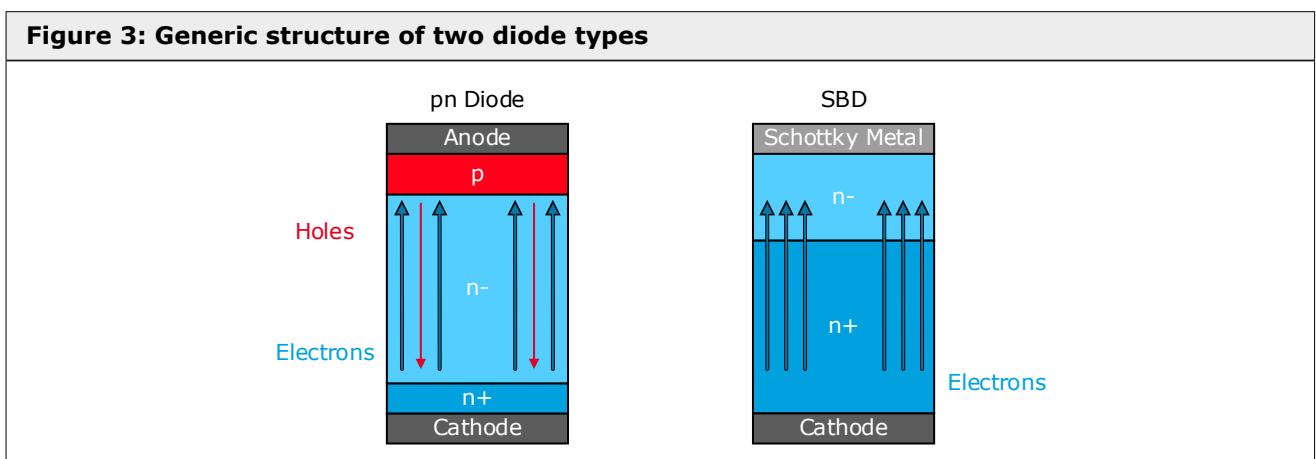 Figure 3: Generic structure of two diode types
pn Diode
Anode
p
Holes
n-
Electrons
n+
Cathode
SBD
Schottky Metal
n-
n+
Electrons
Cathode